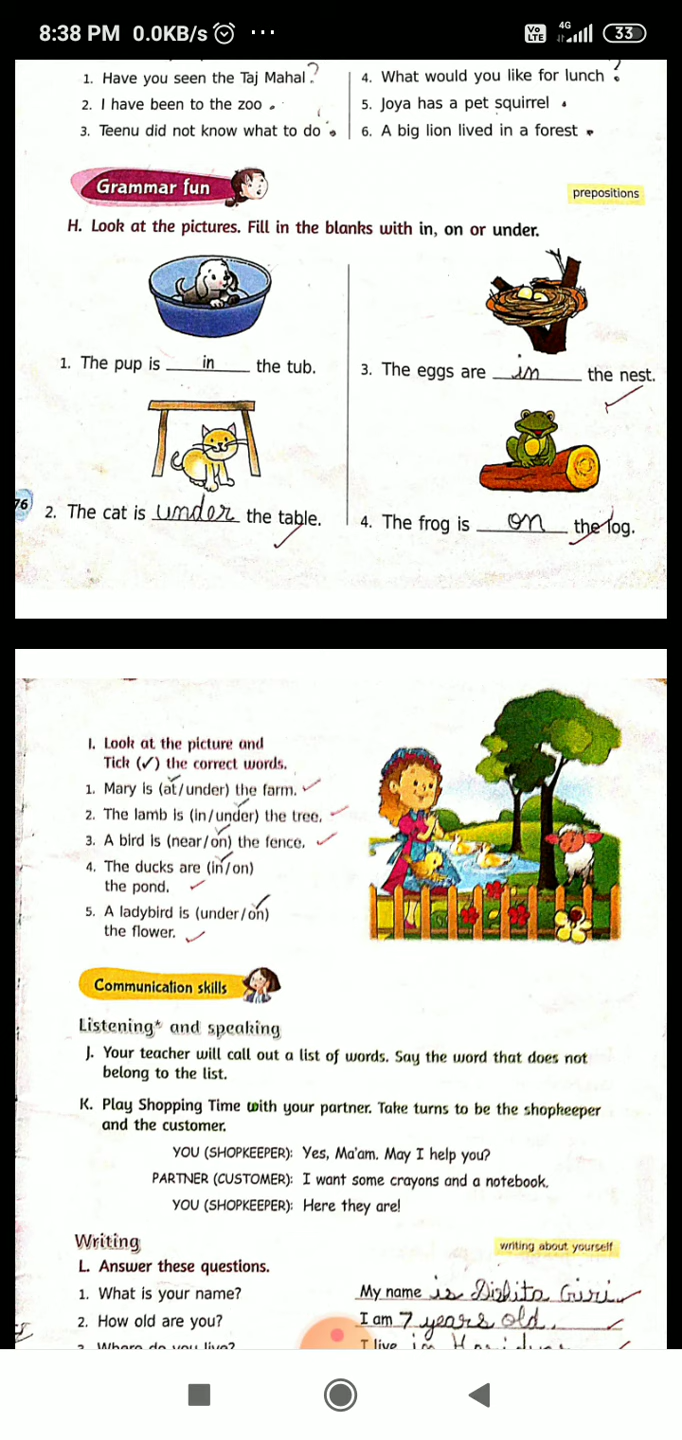 8:38 PM 0.0KB/s ...
Vo LTE 4G 33
1. Have you seen the Taj Mahal?
2. I have been to the zoo.
3. Teenu did not know what to do.
4. What would you like for lunch?
5. Joya has a pet squirrel.
6. A big lion lived in a forest.
Grammar fun
prepositions
H. Look at the pictures. Fill in the blanks with in, on or under.
1. The pup is in the tub.
3. The eggs are in the nest.
76
2. The cat is under the table.
4. The frog is on the log.
I. Look at the picture and
Tick (✓) the correct words.
1. Mary is (at/under) the farm.
2. The lamb is (in/under) the tree.
3. A bird is (near/on) the fence.
4. The ducks are (in/on)
the pond.
5. A ladybird is (under/on)
the flower.
Communication skills
Listening* and speaking
J. Your teacher will call out a list of words. Say the word that does not
belong to the list.
K. Play Shopping Time with your partner. Take turns to be the shopkeeper
and the customer.
YOU (SHOPKEEPER): Yes, Ma'am. May I help you?
PARTNER (CUSTOMER): I want some crayons and a notebook.
YOU (SHOPKEEPER): Here they are!
Writing
writing about yourself
L. Answer these questions.
1. What is your name? My name is Dishita Giri
2. How old are you? I am 7 years old.
Where do you live? I live in